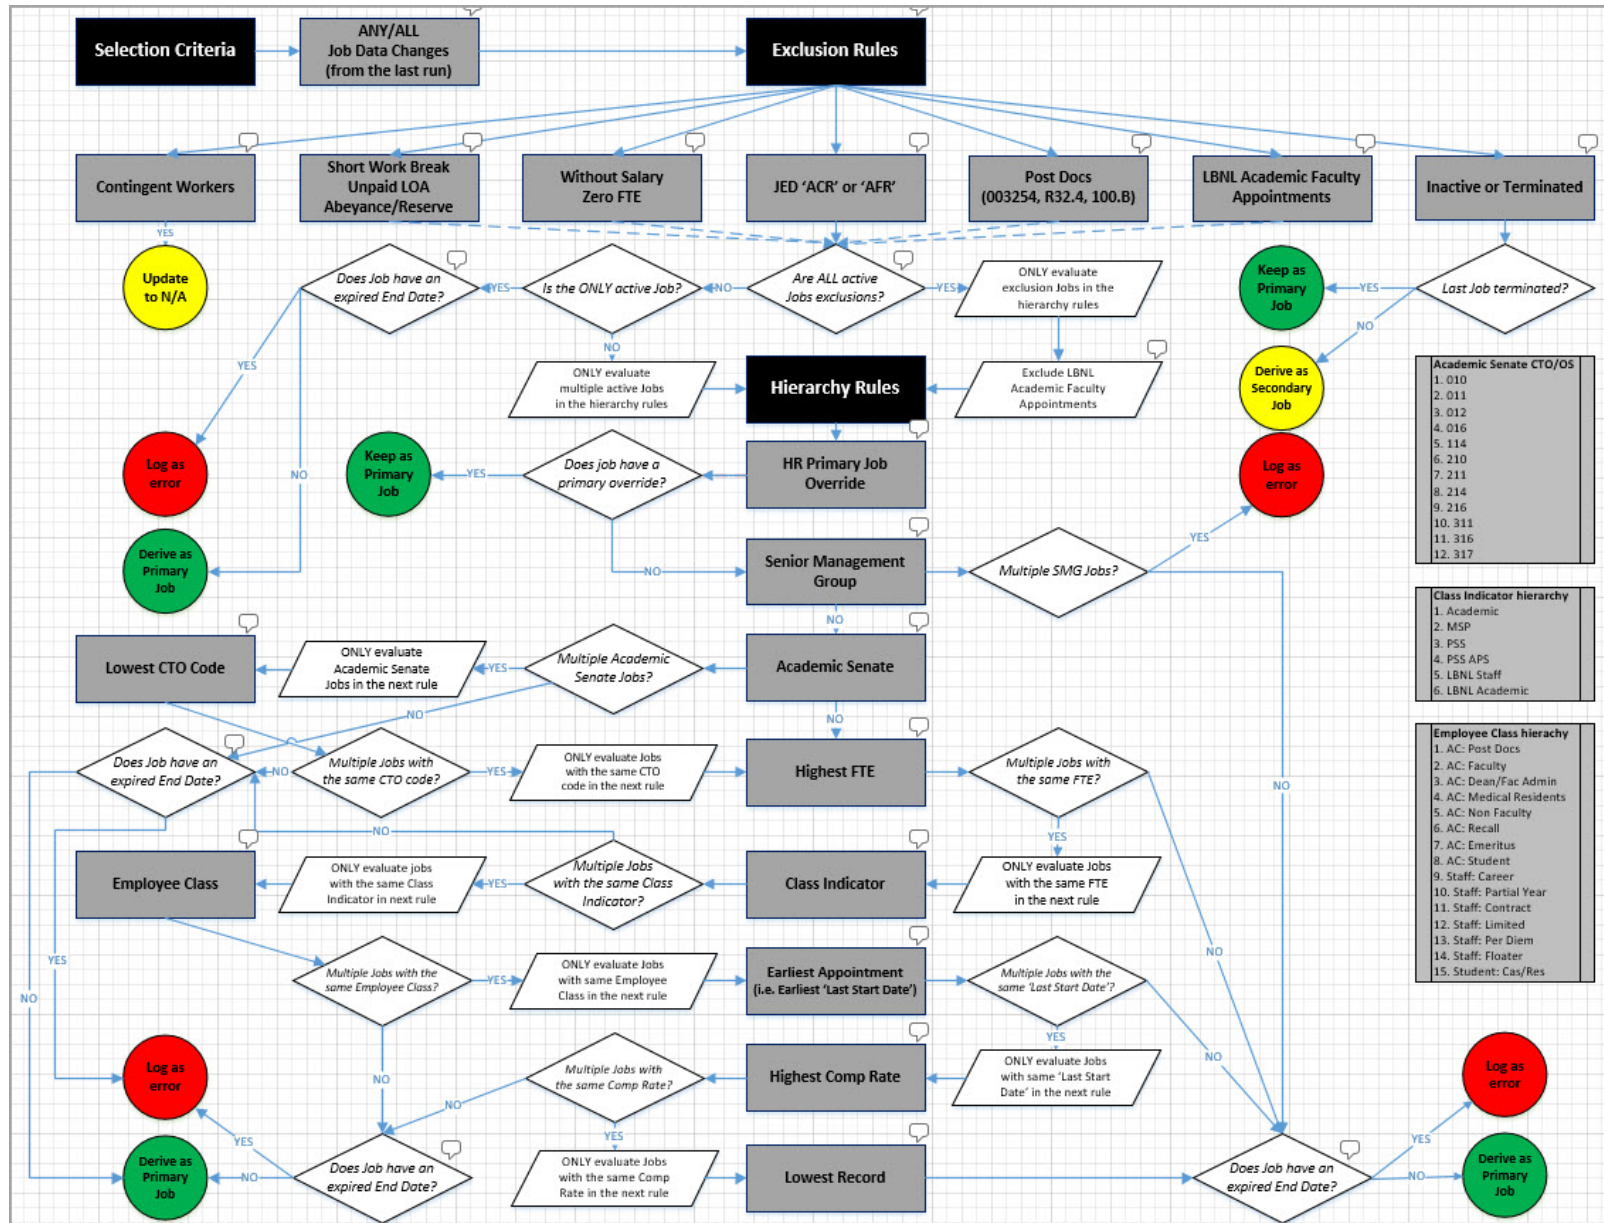 Selection Criteria
ANY/ALL
Job Data Changes
(from the last run)
Exclusion Rules
Contingent Workers
Short Work Break
Unpaid LOA
Abeyance/Reserve
Without Salary
Zero FTE
JED ‘ACR’ or ‘AFR’
Post Docs
(003254, R32.4, 100.B)
LBNL Academic Faculty
Appointments
Inactive or Terminated
YES
Update
to N/A
Does Job have an
expired End Date?
YES
Is the ONLY active Job?
NO
Are ALL active
Jobs exclusions?
YES
ONLY evaluate
exclusion Jobs in the
hierarchy rules
Keep as
Primary
Job
YES
Last Job terminated?
NO
NO
YES
ONLY evaluate
multiple active Jobs
in the hierarchy rules
Hierarchy Rules
Exclude LBNL
Academic Faculty
Appointments
Derive as
Secondary
Job
Academic Senate CTO/OS
1. 010
2. 011
3. 012
4. 016
5. 114
6. 210
7. 211
8. 214
9. 216
10. 311
11. 316
12. 317
Log as
error
NO
Keep as
Primary
Job
YES
Does job have a
primary override?
HR Primary Job
Override
Log as
error
YES
Derive as
Primary
Job
NO
Senior Management
Group
Multiple SMG Jobs?
NO
Class Indicator hierarchy
1. Academic
2. MSP
3. PSS
4. PSS APS
5. LBNL Staff
6. LBNL Academic
Lowest CTO Code
ONLY evaluate
Academic Senate
Jobs in the next rule
YES
Multiple Academic
Senate Jobs?
Academic Senate
NO
NO
Does Job have an
expired End Date?
NO
Multiple Jobs with
the same CTO code?
YES
ONLY evaluate Jobs
with the same CTO
code in the next rule
Highest FTE
Multiple Jobs with
the same FTE?
NO
Employee Class hierachy
1. AC: Post Docs
2. AC: Faculty
3. AC: Dean/Fac Admin
4. AC: Medical Residents
5. AC: Non Faculty
6. AC: Recall
7. AC: Emeritus
8. AC: Student
9. Staff: Career
10. Staff: Partial Year
11. Staff: Contract
12. Staff: Limited
13. Staff: Per Diem
14. Staff: Floater
15. Student: Cas/Res
NO
YES
Employee Class
ONLY evaluate jobs
with the same Class
Indicator in next rule
YES
Multiple Jobs
with the same Class
Indicator?
Class Indicator
ONLY evaluate Jobs
with the same FTE
in the next rule
YES
NO
NO
Multiple Jobs with the
same Employee Class?
YES
ONLY evaluate Jobs
with same Employee
Class in the next rule
Earliest Appointment
(i.e. Earliest ‘Last Start Date’)
Multiple Jobs with the
same ‘Last Start Date’?
YES
NO
Log as
error
NO
NO
Multiple Jobs with
the same Comp Rate?
Highest Comp Rate
ONLY evaluate Jobs
with same ‘Last Start
Date’ in the next rule
Log as
error
YES
YES
YES
Derive as
Primary
Job
NO
Does Job have an
expired End Date?
ONLY evaluate Jobs
with the same Comp
Rate in the next rule
Lowest Record
Does Job have an
expired End Date?
NO
Derive as
Primary
Job